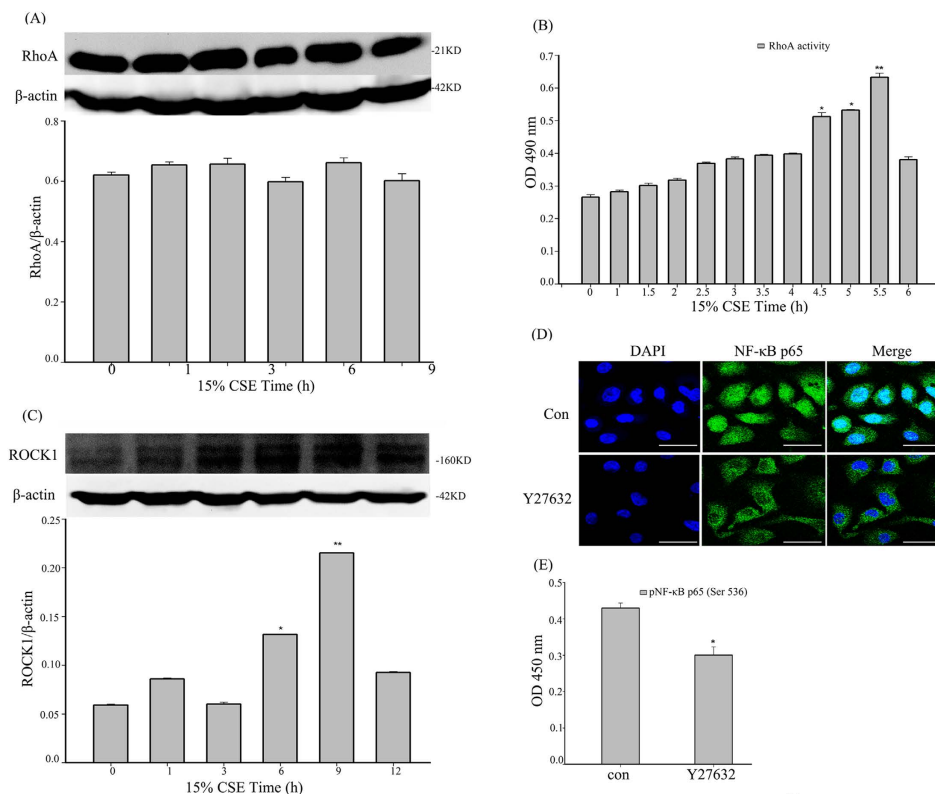 (A)
RhoA
-21KD
β-actin
-42KD
0.8
0.6
0.4
0.2
0.0
RhoA/β-actin
0 1 3 6 9
15% CSE Time (h)
(B)
RhoA activity
0.7
0.6
0.5
0.4
0.3
0.2
0.1
0.0
OD 490 nm
* * **
0 1 1.5 2 2.5 3 3.5 4 4.5 5 5.5 6
15% CSE Time (h)
(C)
ROCK1
-160KD
β-actin
-42KD
0.25
0.20
0.15
0.10
0.05
0.0
ROCK1/β-actin
* **
0 1 3 6 9 12
15% CSE Time (h)
(D)
DAPI NF-κB p65 Merge
Con
Y27632
(E)
pNF-κB p65 (Ser 536)
0.5
0.4
0.3
0.2
0.1
0.0
OD 450 nm
*
con Y27632